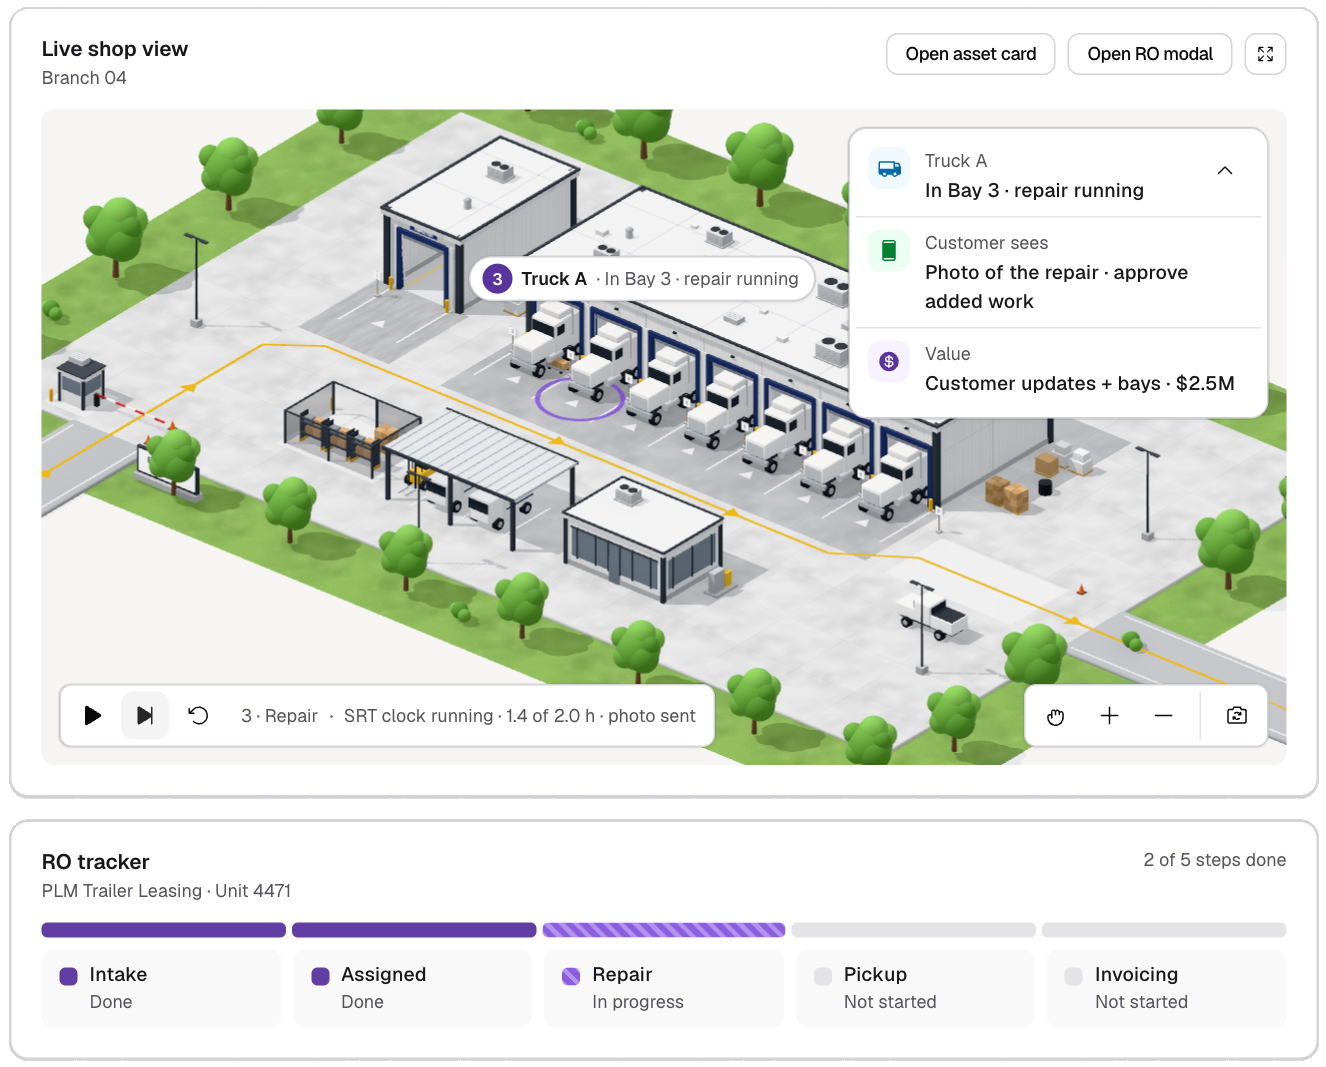 Live shop view
Branch 04
Open asset card
Open RO modal
Truck A
In Bay 3 · repair running
Customer sees
Photo of the repair · approve
added work
Value
Customer updates + bays · $2.5M
3 Truck A · In Bay 3 · repair running
3 · Repair · SRT clock running · 1.4 of 2.0 h · photo sent
RO tracker
2 of 5 steps done
PLM Trailer Leasing · Unit 4471
Intake
Done
Assigned
Done
Repair
In progress
Pickup
Not started
Invoicing
Not started